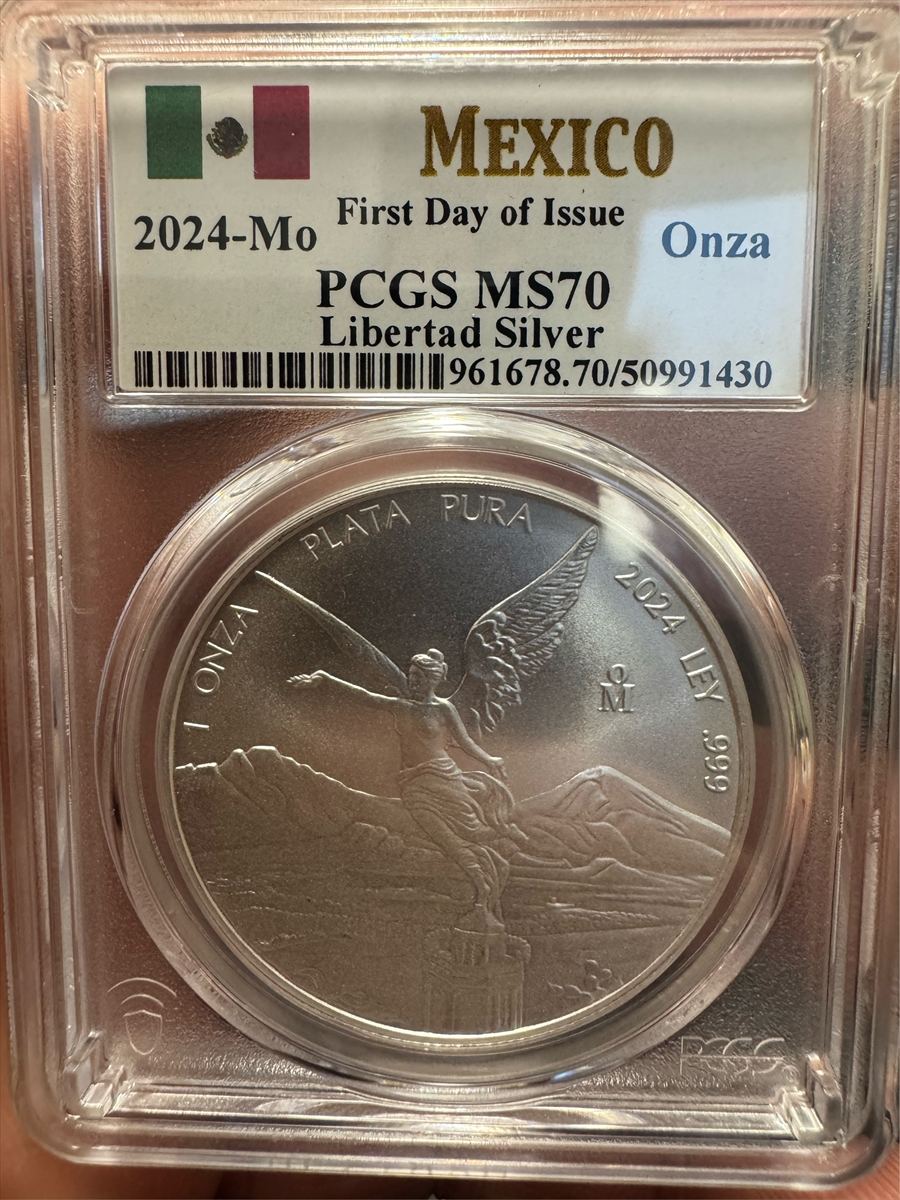 MEXICO
First Day of Issue
2024-Mo
Onza
PCGS MS70
Libertad Silver
961678.70/50991430
1 ONZA PLATA PURA 2024 LEY .999
oM
PCGS